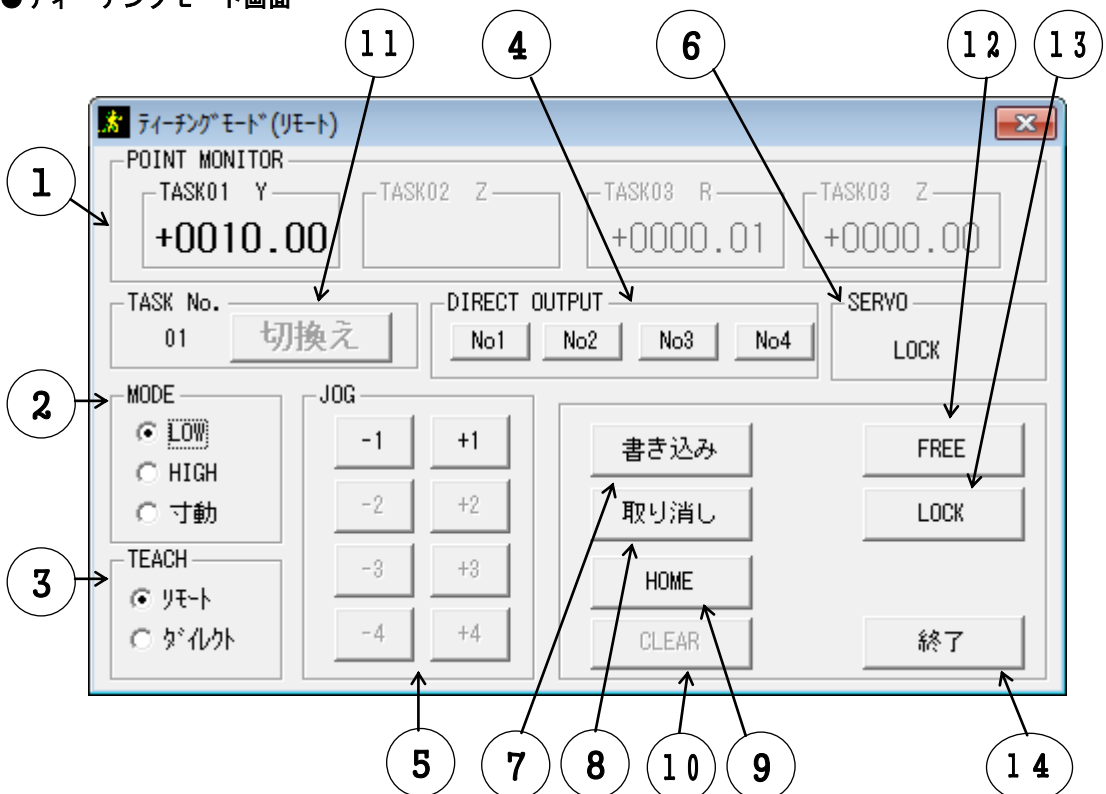 ●ティーチングモード画面
11 4 6 12 13
ティーチングモード(リモート)
1
POINT MONITOR
TASK01 Y TASK02 Z TASK03 R TASK03 Z
+0010.00 +0000.01 +0000.00
TASK No. DIRECT OUTPUT SERVO
01 切換え No1 No2 No3 No4 LOCK
2
MODE JOG
LOW -1 +1 書き込み FREE
HIGH
寸動 -2 +2 取り消し LOCK
3
TEACH
リモート -3 +3 HOME
ダイレクト -4 +4 CLEAR 終了
5 7 8 10 9 14